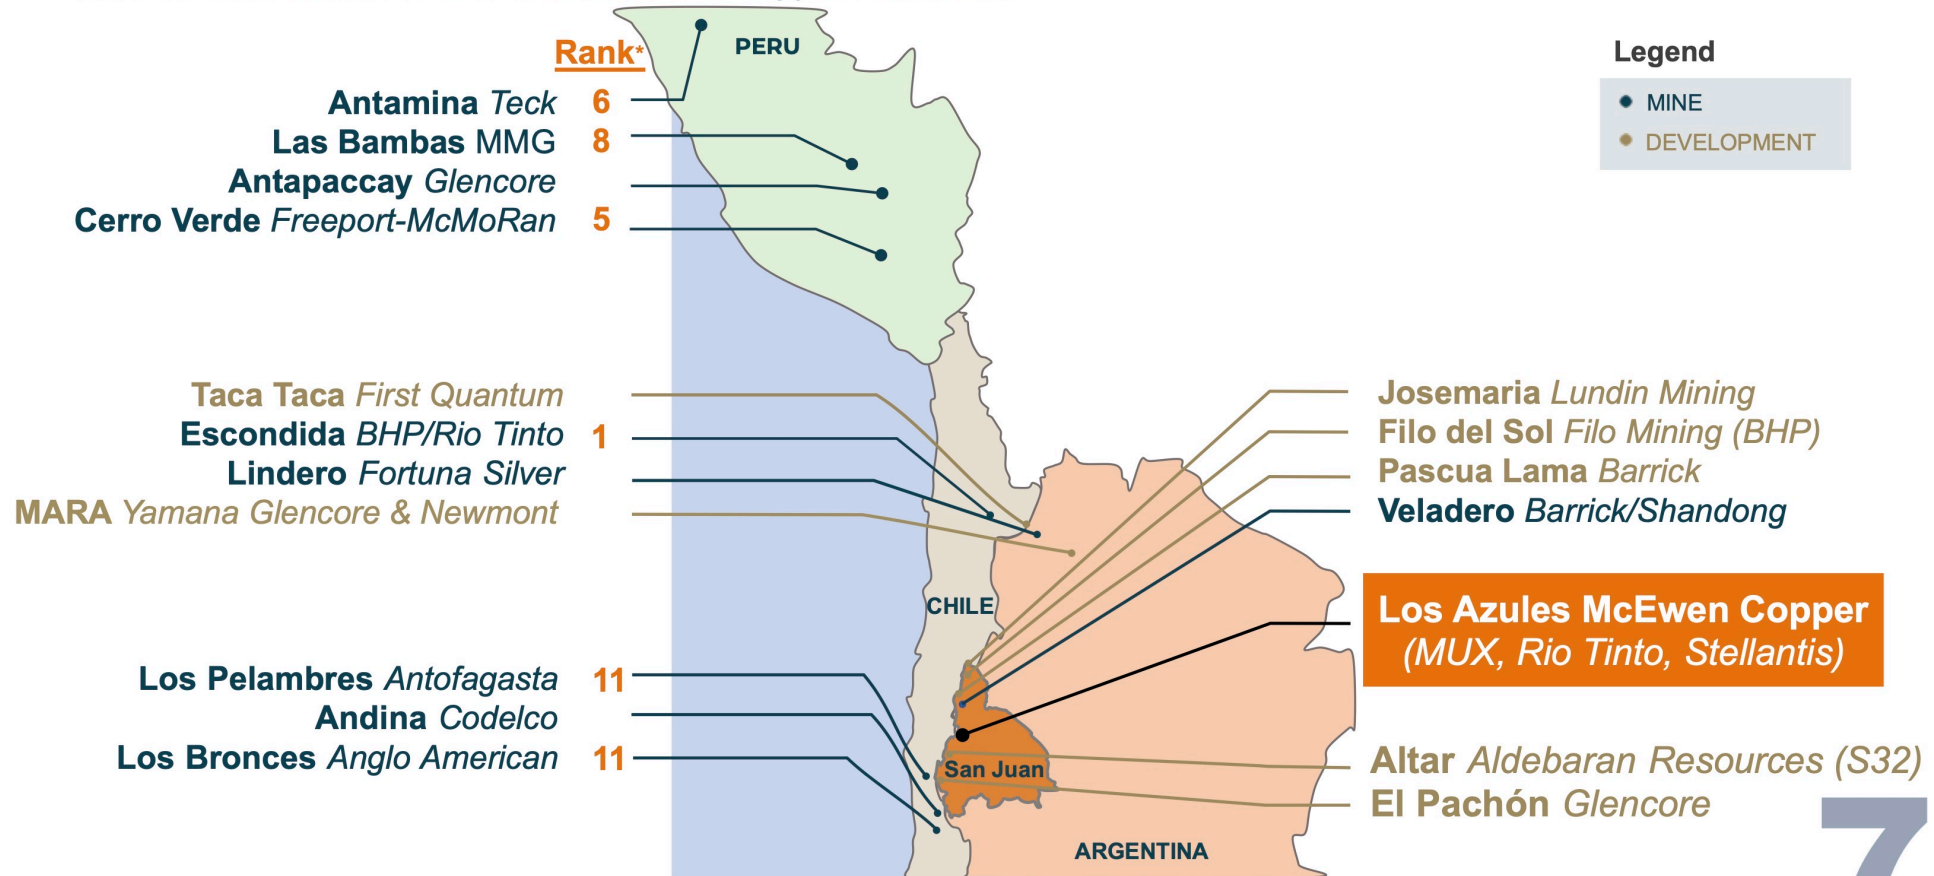 Rank*
PERU
Legend
MINE
DEVELOPMENT
Antamina Teck 6
Las Bambas MMG 8
Antapaccay Glencore
Cerro Verde Freeport-McMoRan 5
Taca Taca First Quantum
Escondida BHP/Rio Tinto 1
Lindero Fortuna Silver
MARA Yamana Glencore & Newmont
Josemaria Lundin Mining
Filo del Sol Filo Mining (BHP)
Pascua Lama Barrick
Veladero Barrick/Shandong
CHILE
Los Azules McEwen Copper
(MUX, Rio Tinto, Stellantis)
Los Pelambres Antofagasta 11
Andina Codelco
Los Bronces Anglo American 11
San Juan
Altar Aldebaran Resources (S32)
El Pachón Glencore
ARGENTINA
7